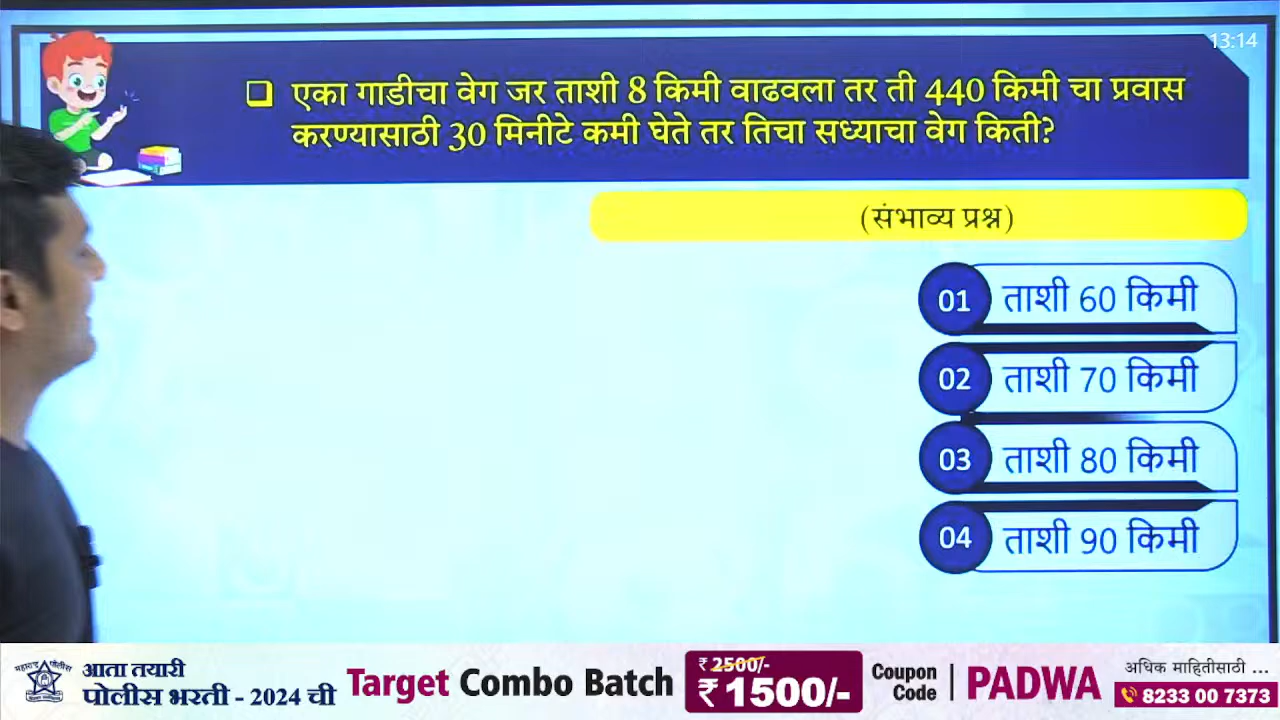 13:14
❑ एका गाडीचा वेग जर ताशी 8 किमी वाढवला तर ती 440 किमी चा प्रवास
करण्यासाठी 30 मिनीटे कमी घेते तर तिचा सध्याचा वेग किती?
(संभाव्य प्रश्न)
01 ताशी 60 किमी
02 ताशी 70 किमी
03 ताशी 80 किमी
04 ताशी 90 किमी
महाराष्ट्र पोलीस
आता तयारी
पोलीस भरती - 2024 ची
Target Combo Batch
₹ 2500/-
₹ 1500/-
Coupon
Code
PADWA
अधिक माहितीसाठी ...
8233 00 7373